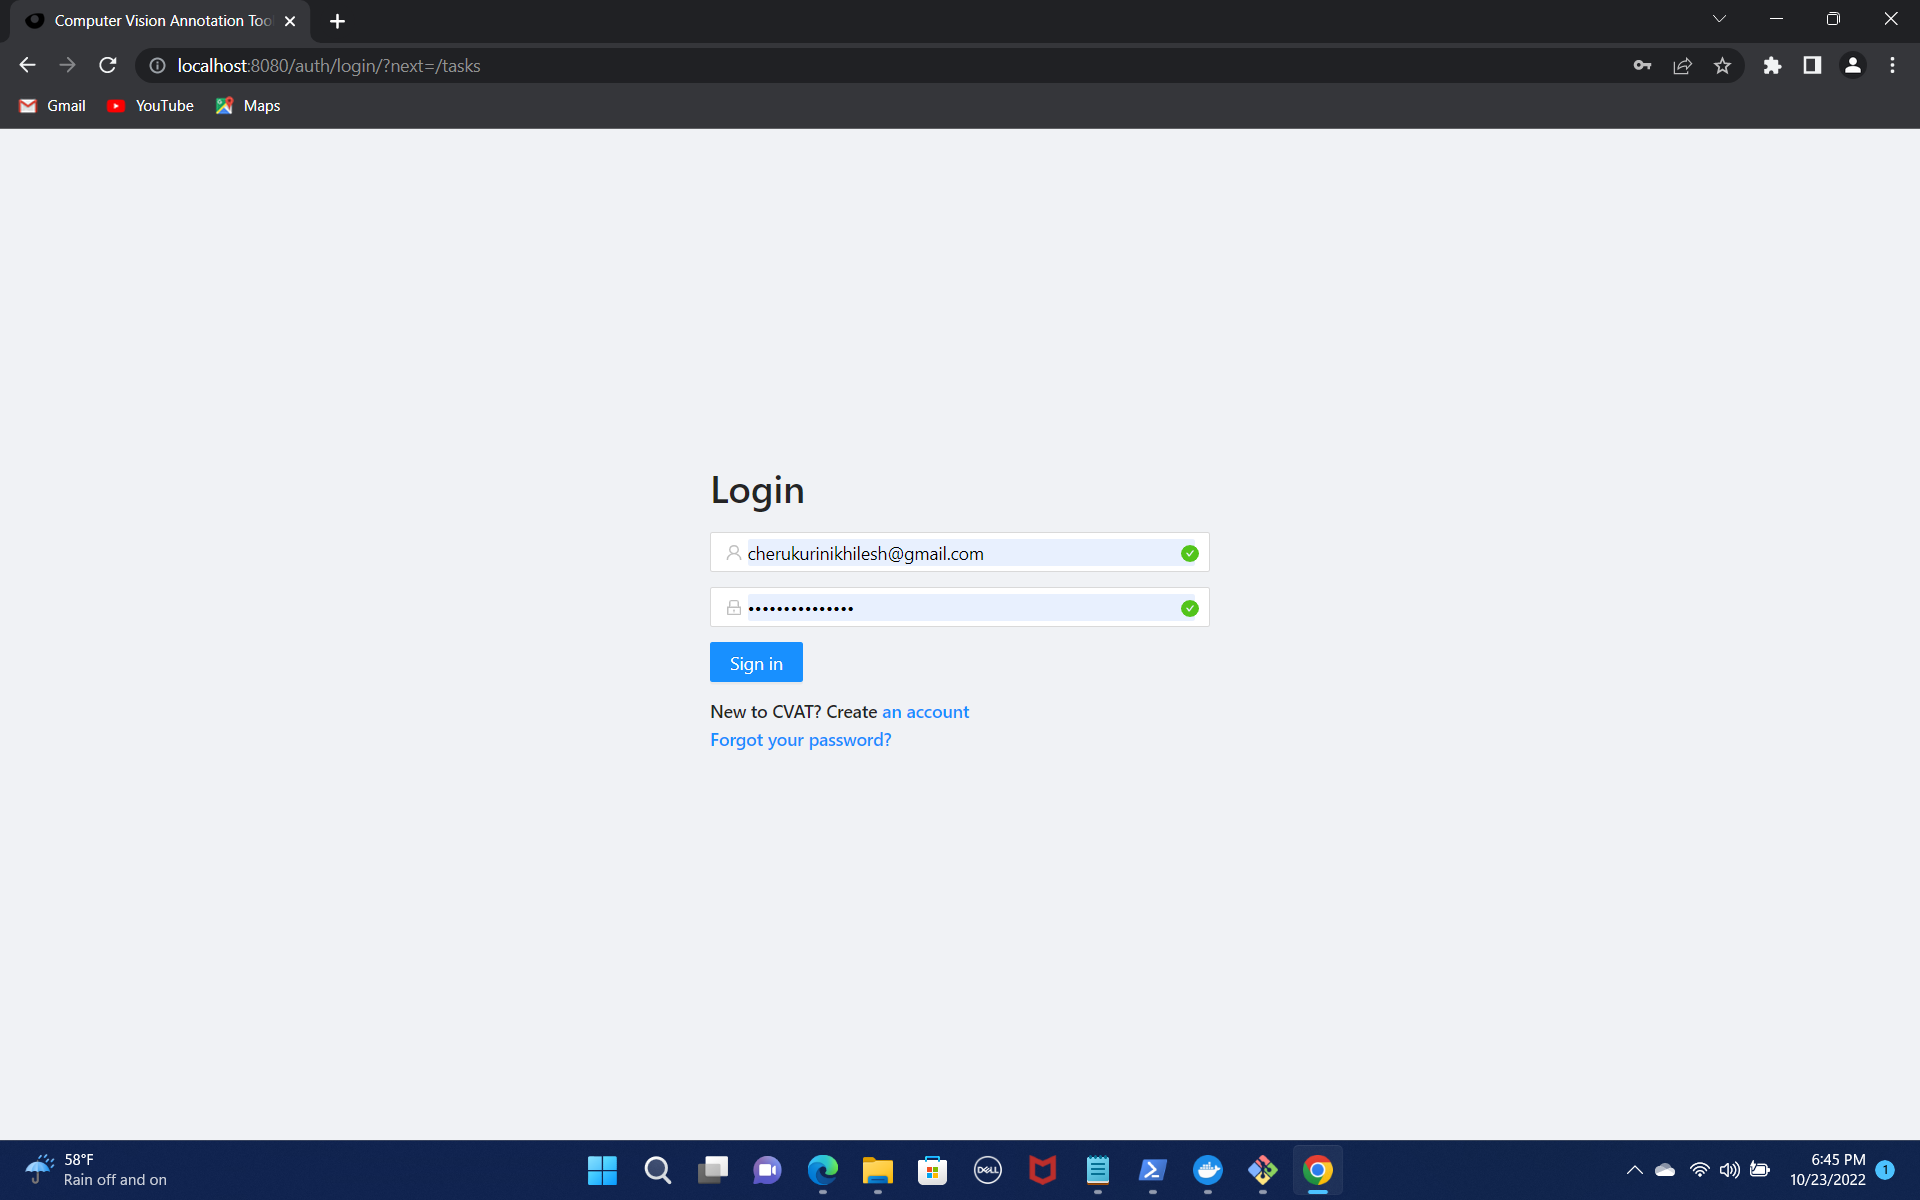 Computer Vision Annotation Too
localhost:8080/auth/login/?next=/tasks
Gmail
YouTube
Maps
Login
cherukurinikhilesh@gmail.com
•••••••••••••••
Sign in
New to CVAT? Create an account
Forgot your password?
58°F
Rain off and on
DELL
6:45 PM
10/23/2022
1